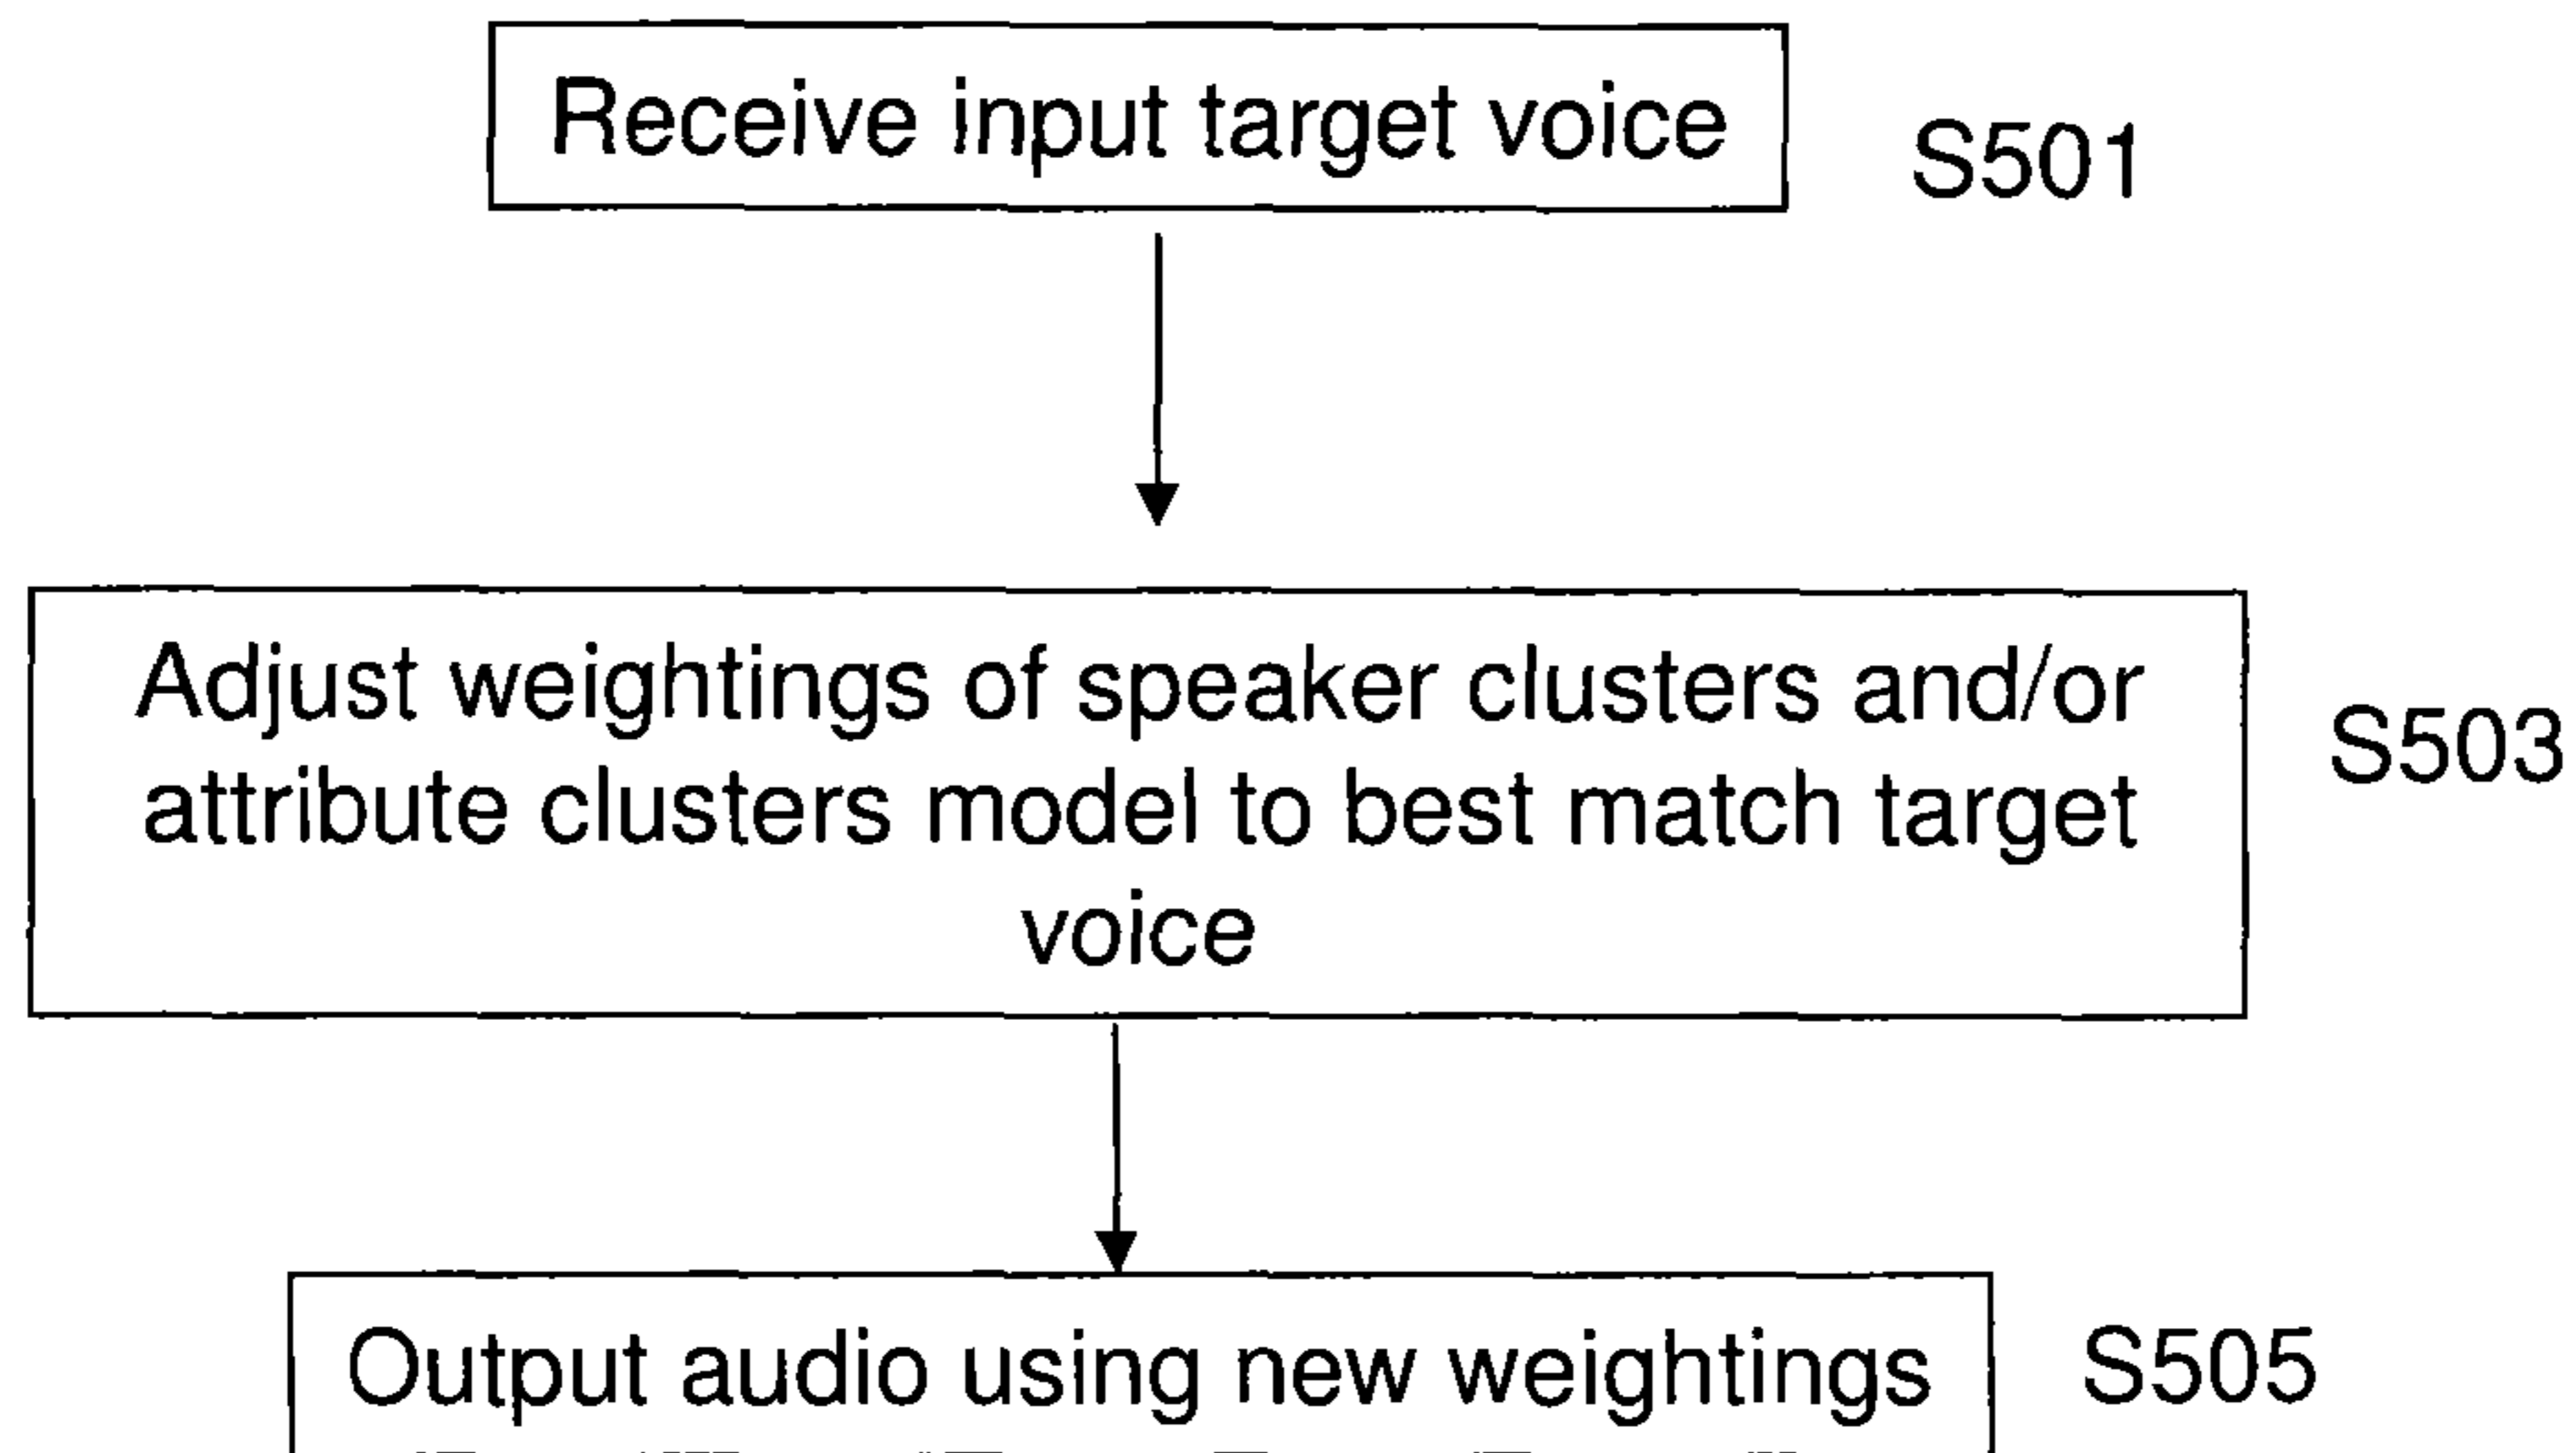 Receive input target voice
S501
Adjust weightings of speaker clusters and/or
attribute clusters model to best match target
voice
S503
Output audio using new weightings
S505